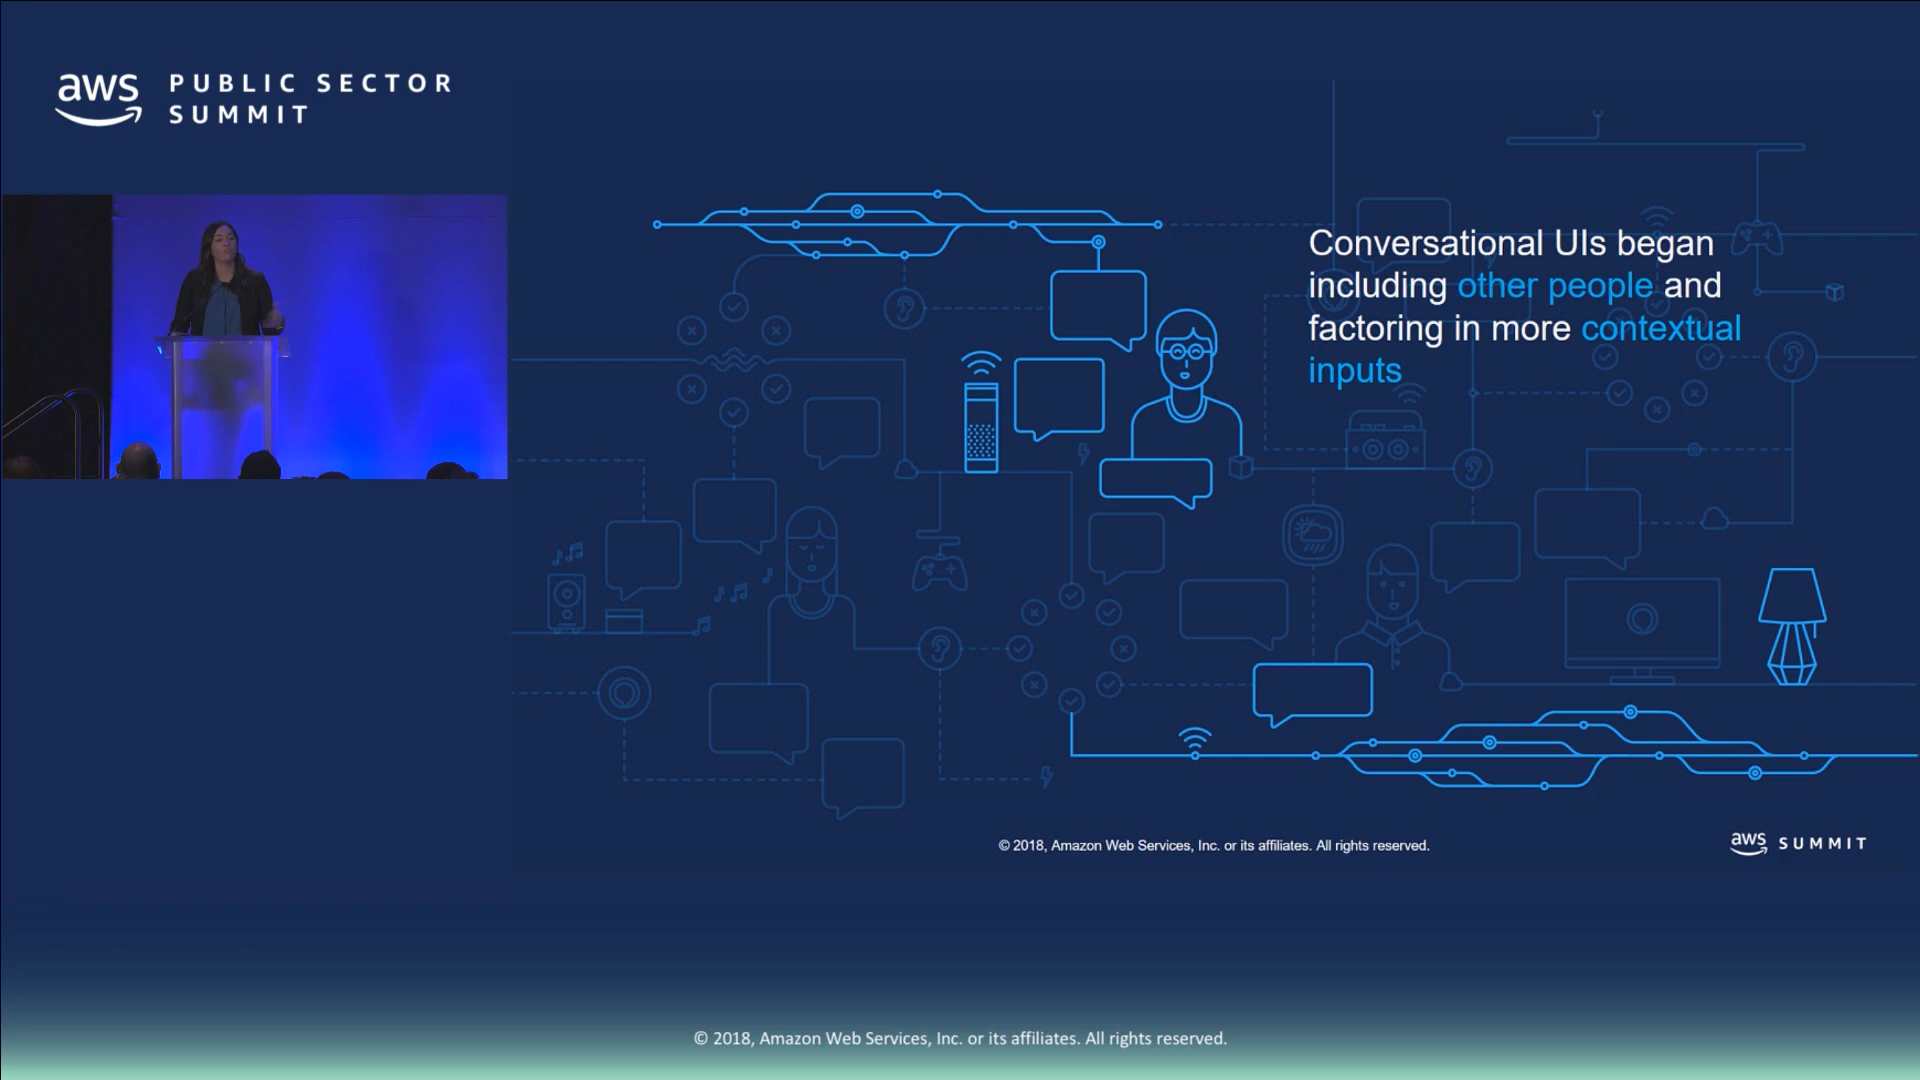 aws PUBLIC SECTOR
SUMMIT
Conversational UIs began
including other people and
factoring in more contextual
inputs
© 2018, Amazon Web Services, Inc. or its affiliates. All rights reserved.
aws SUMMIT
© 2018, Amazon Web Services, Inc. or its affiliates. All rights reserved.